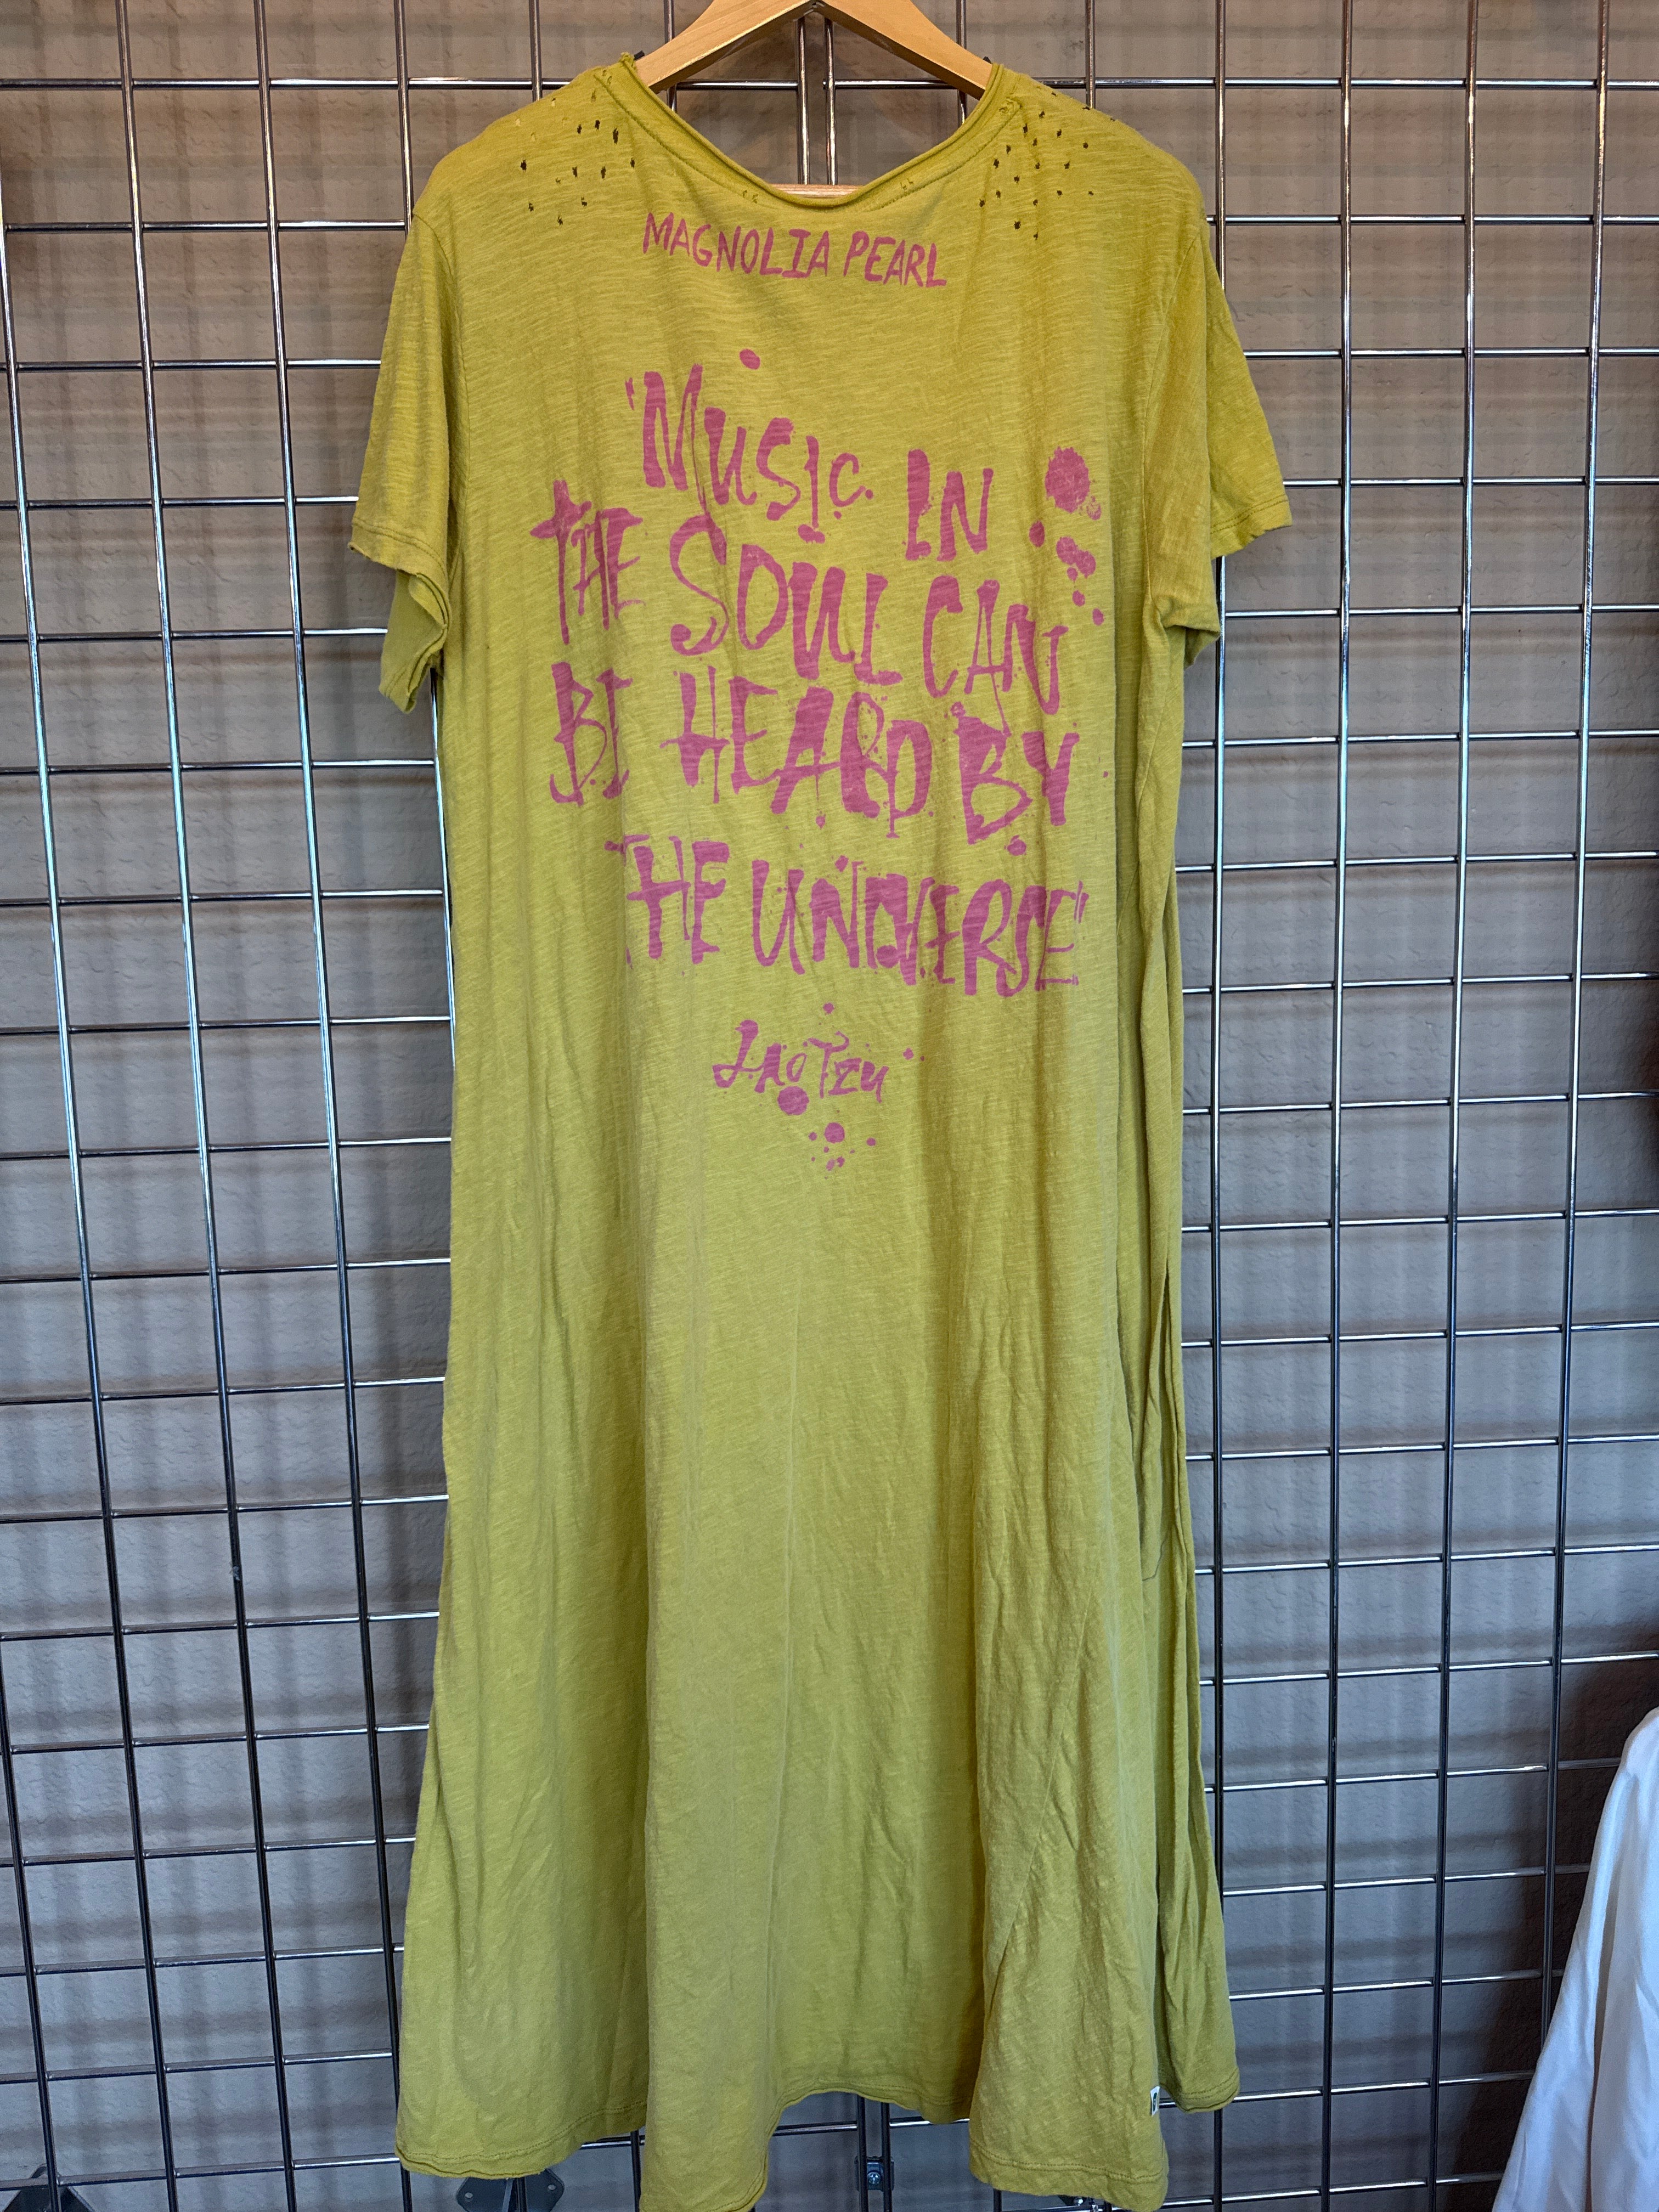 MAGNOLIA PEARL
"MUSIC IN
THE SOUL CAN
BE HEARD BY
THE UNIVERSE"
LAO TZU